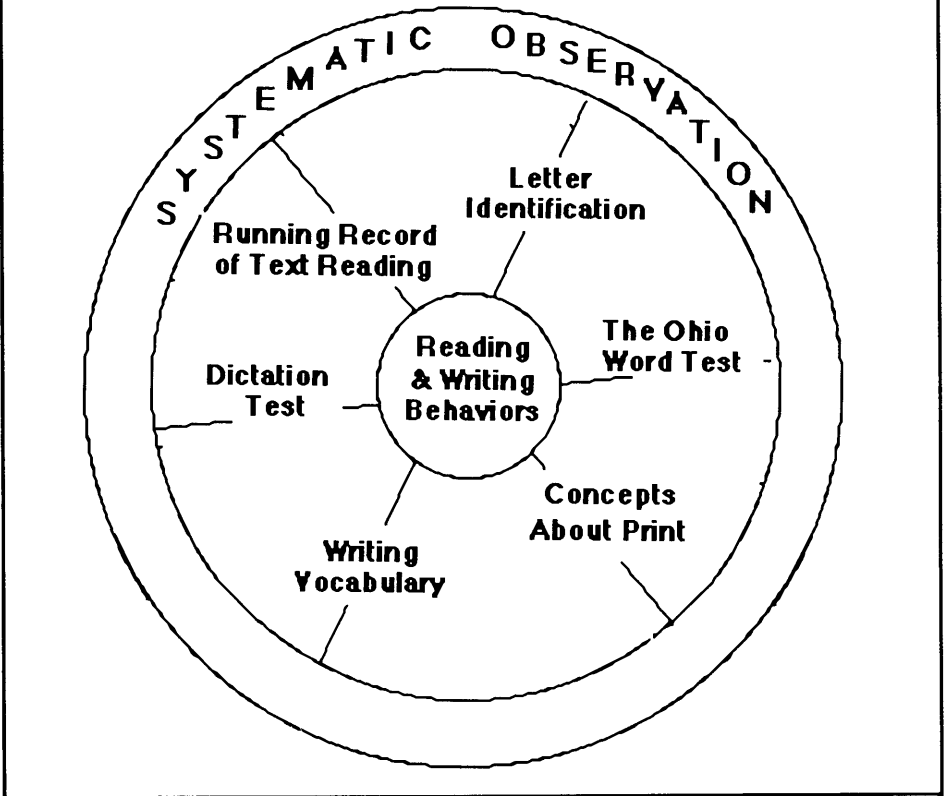 SYSTEMATIC OBSERVATION
Letter
Identification
Running Record
of Text Reading
The Ohio
Word Test
Reading
& Writing
Behaviors
Dictation
Test
Concepts
About Print
Writing
Vocabulary